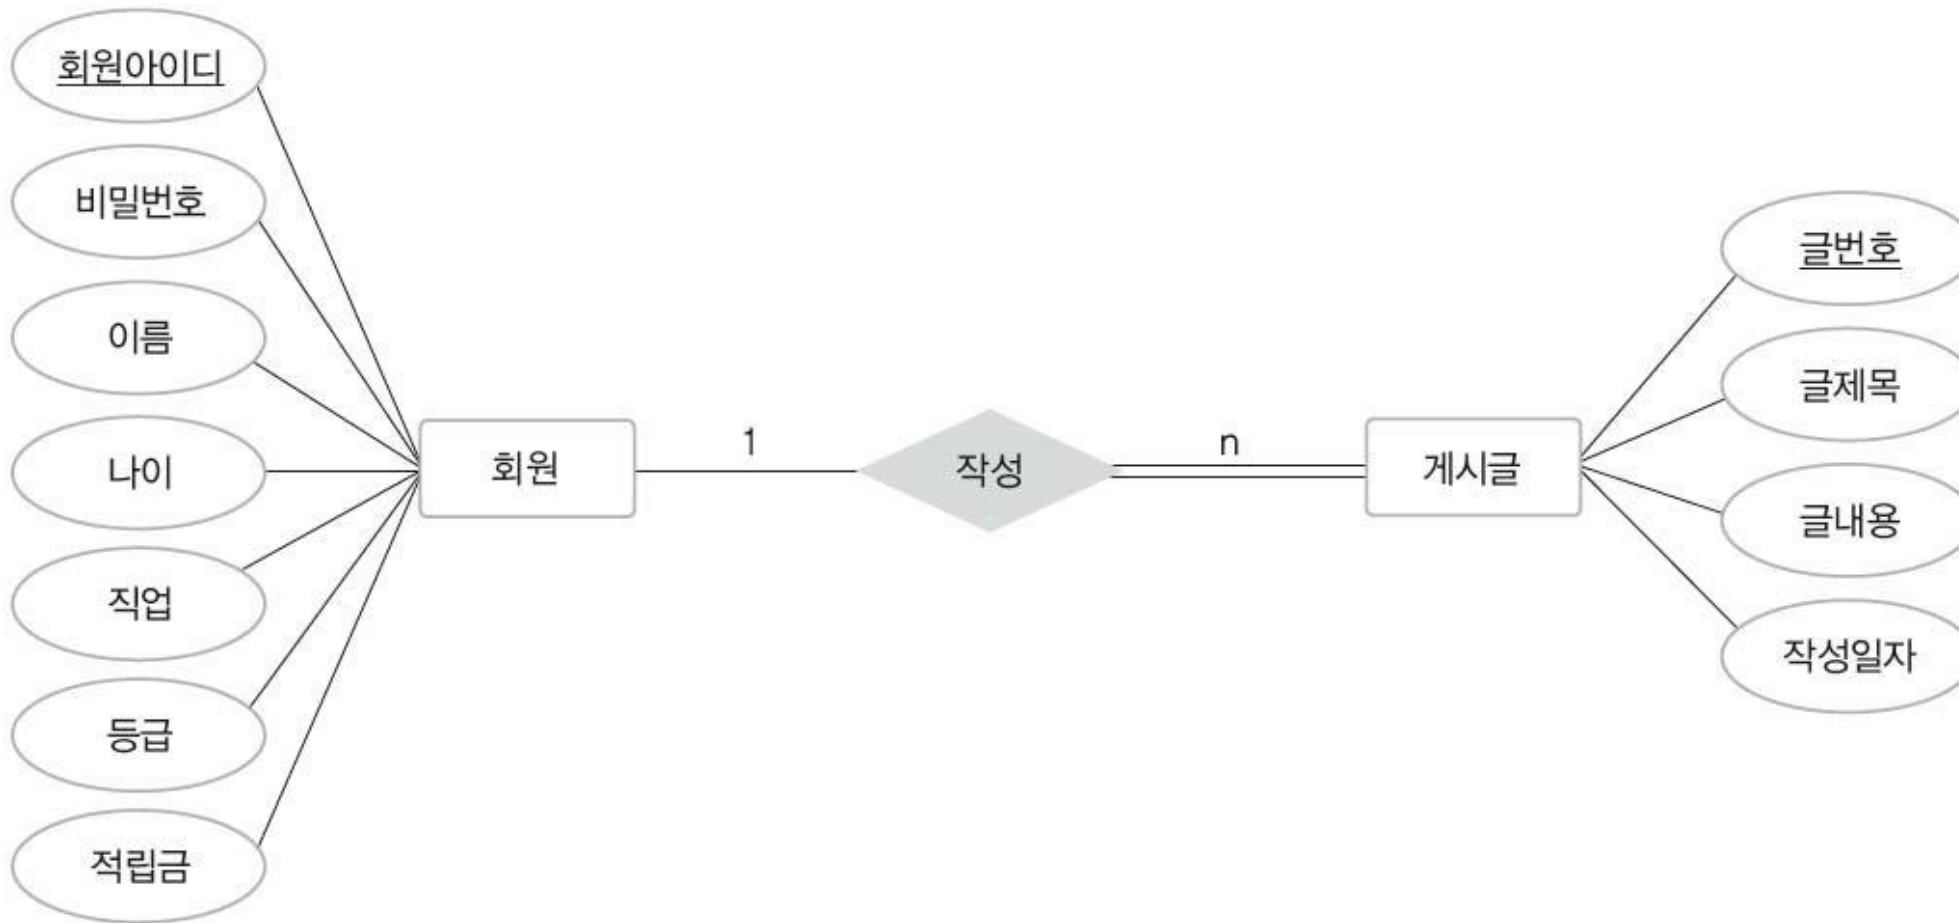 회원아이디
비밀번호
이름
나이
직업
등급
적립금
회원
1
작성
n
게시글
글번호
글제목
글내용
작성일자